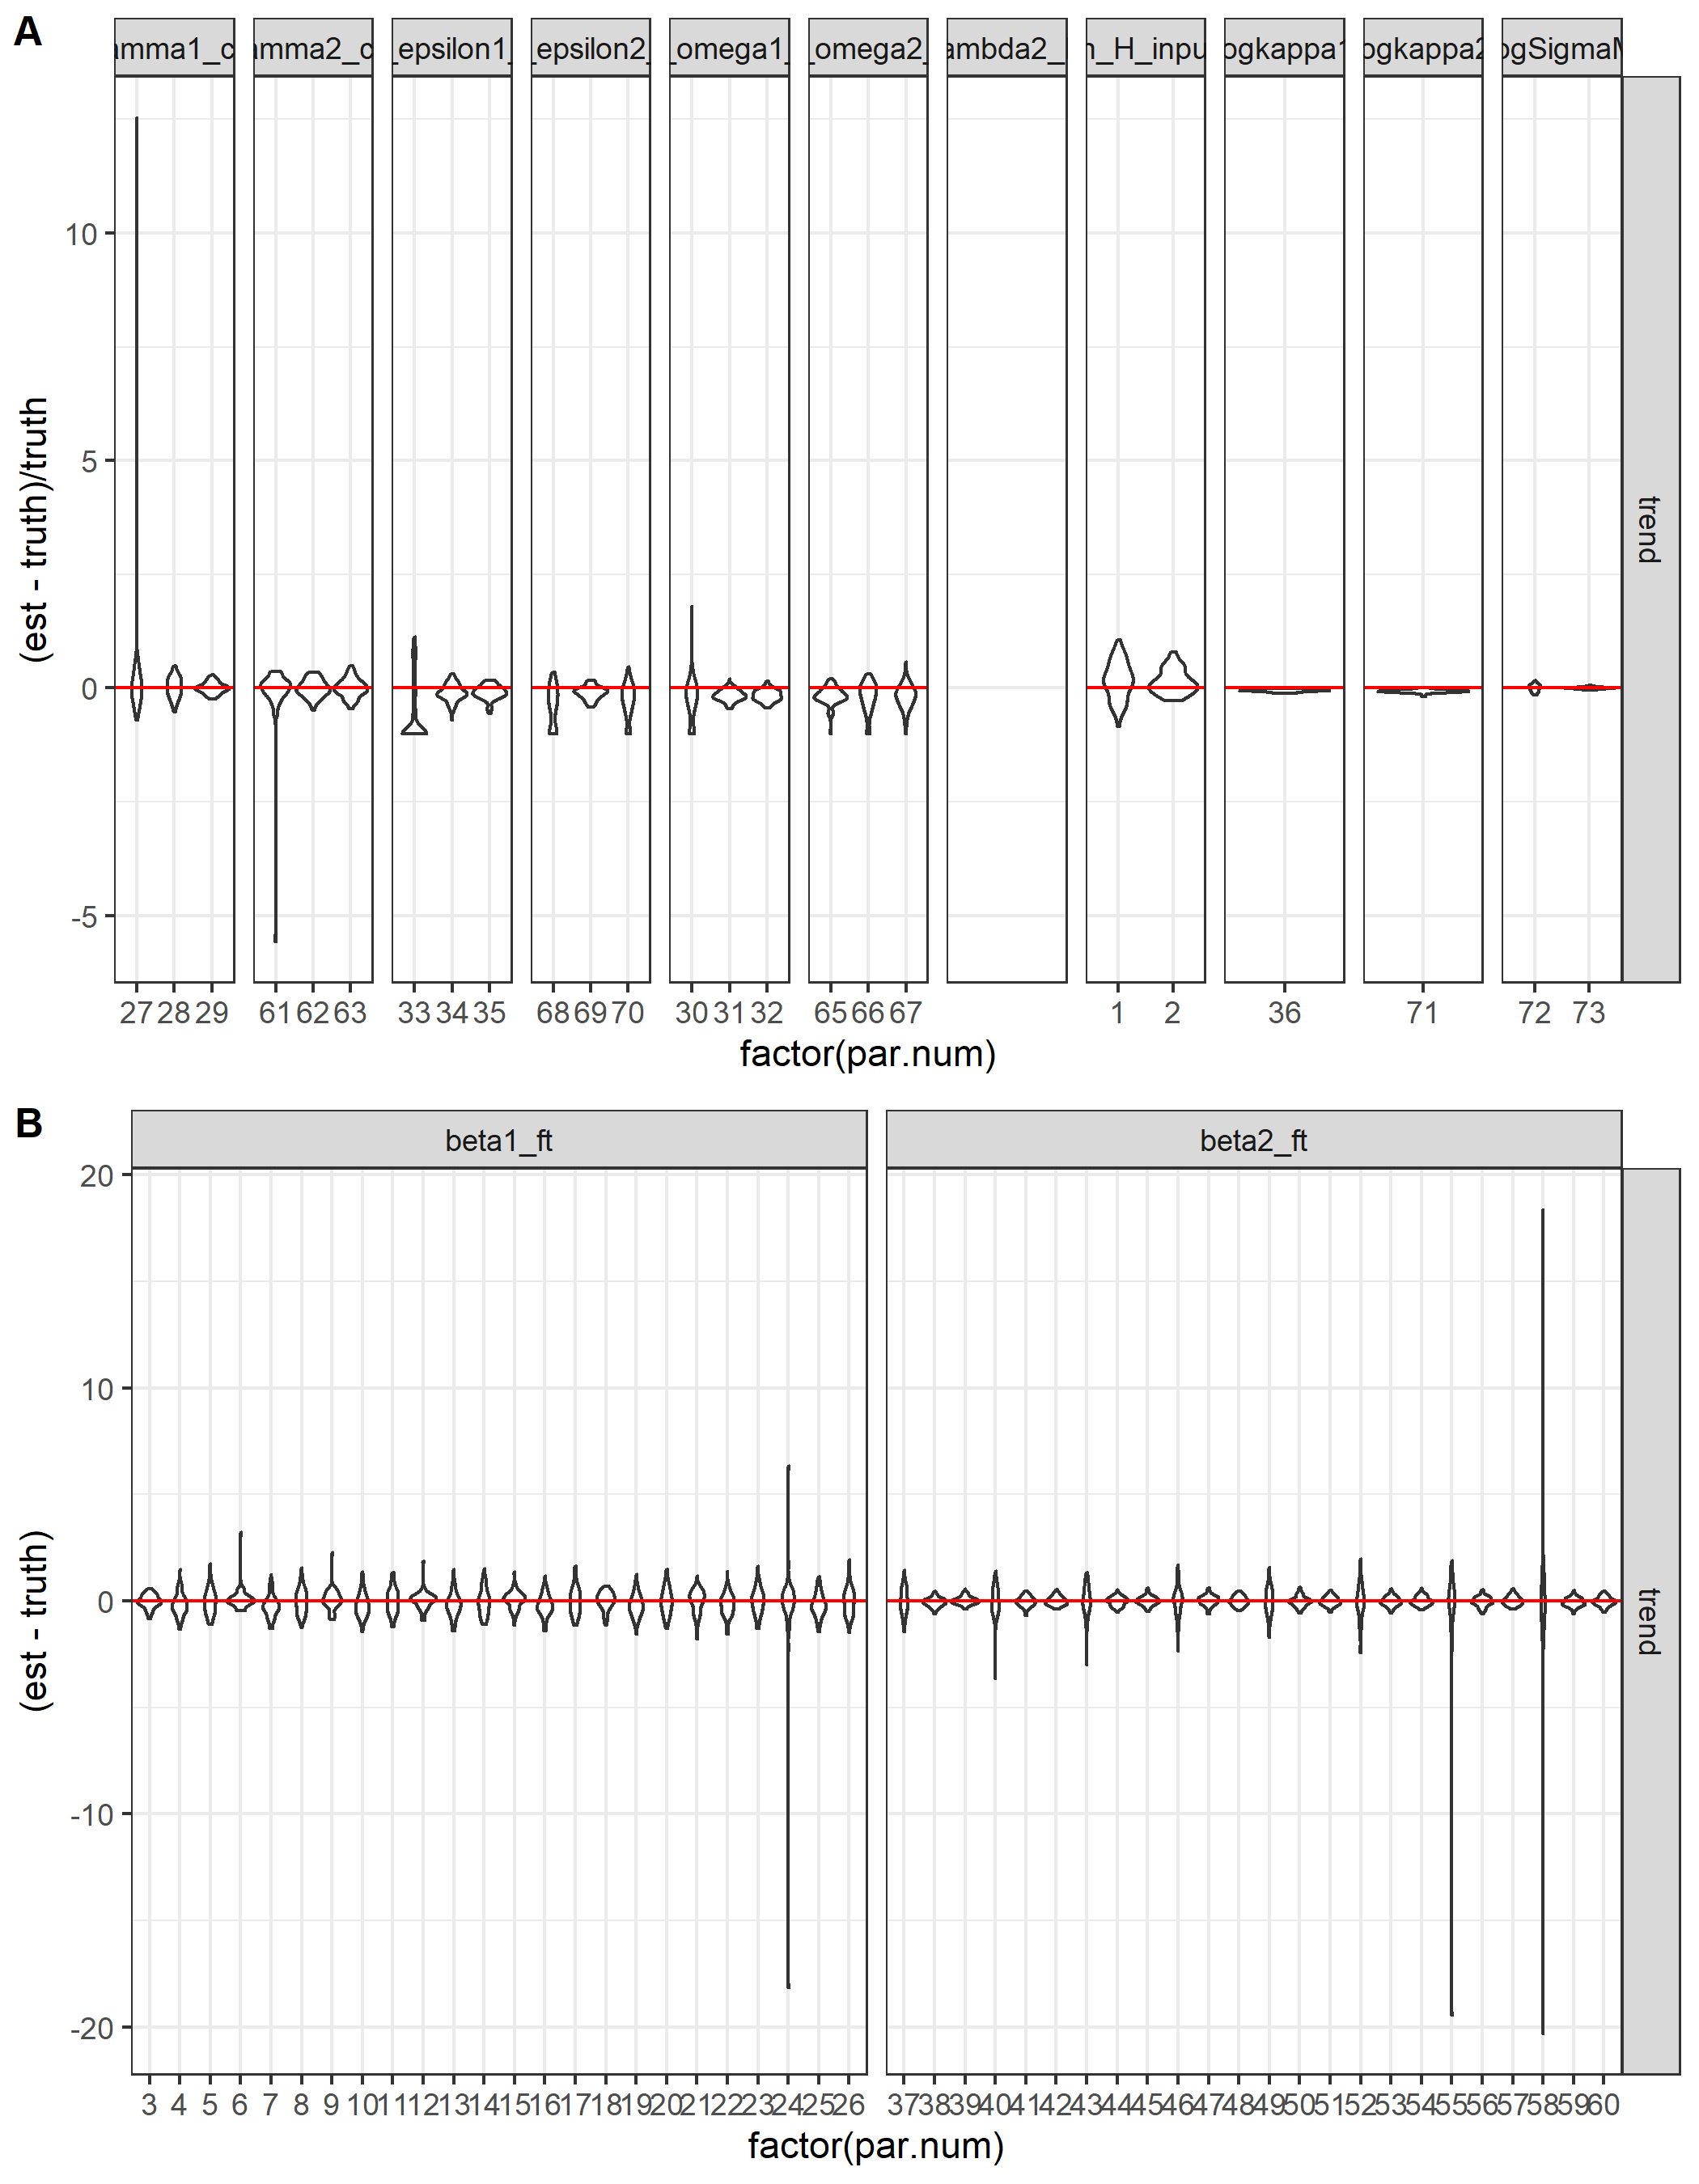 A
amma1_c amma2_c _epsilon1_ _epsilon2_ _omega1_ _omega2_ ambda2_ n_H_inpu ogkappa1 ogkappa2 ogSigmaM
10
5
0
-5
(est - truth)/truth
trend
27 28 29 61 62 63 33 34 35 68 69 70 30 31 32 65 66 67 1 2 36 71 72 73
factor(par.num)
B
beta1_ft beta2_ft
20
10
0
-10
-20
(est - truth)
trend
3 4 5 6 7 8 9 10 11 12 13 14 15 16 17 18 19 20 21 22 23 24 25 26 37 38 39 40 41 42 43 44 45 46 47 48 49 50 51 52 53 54 55 56 57 58 59 60
factor(par.num)